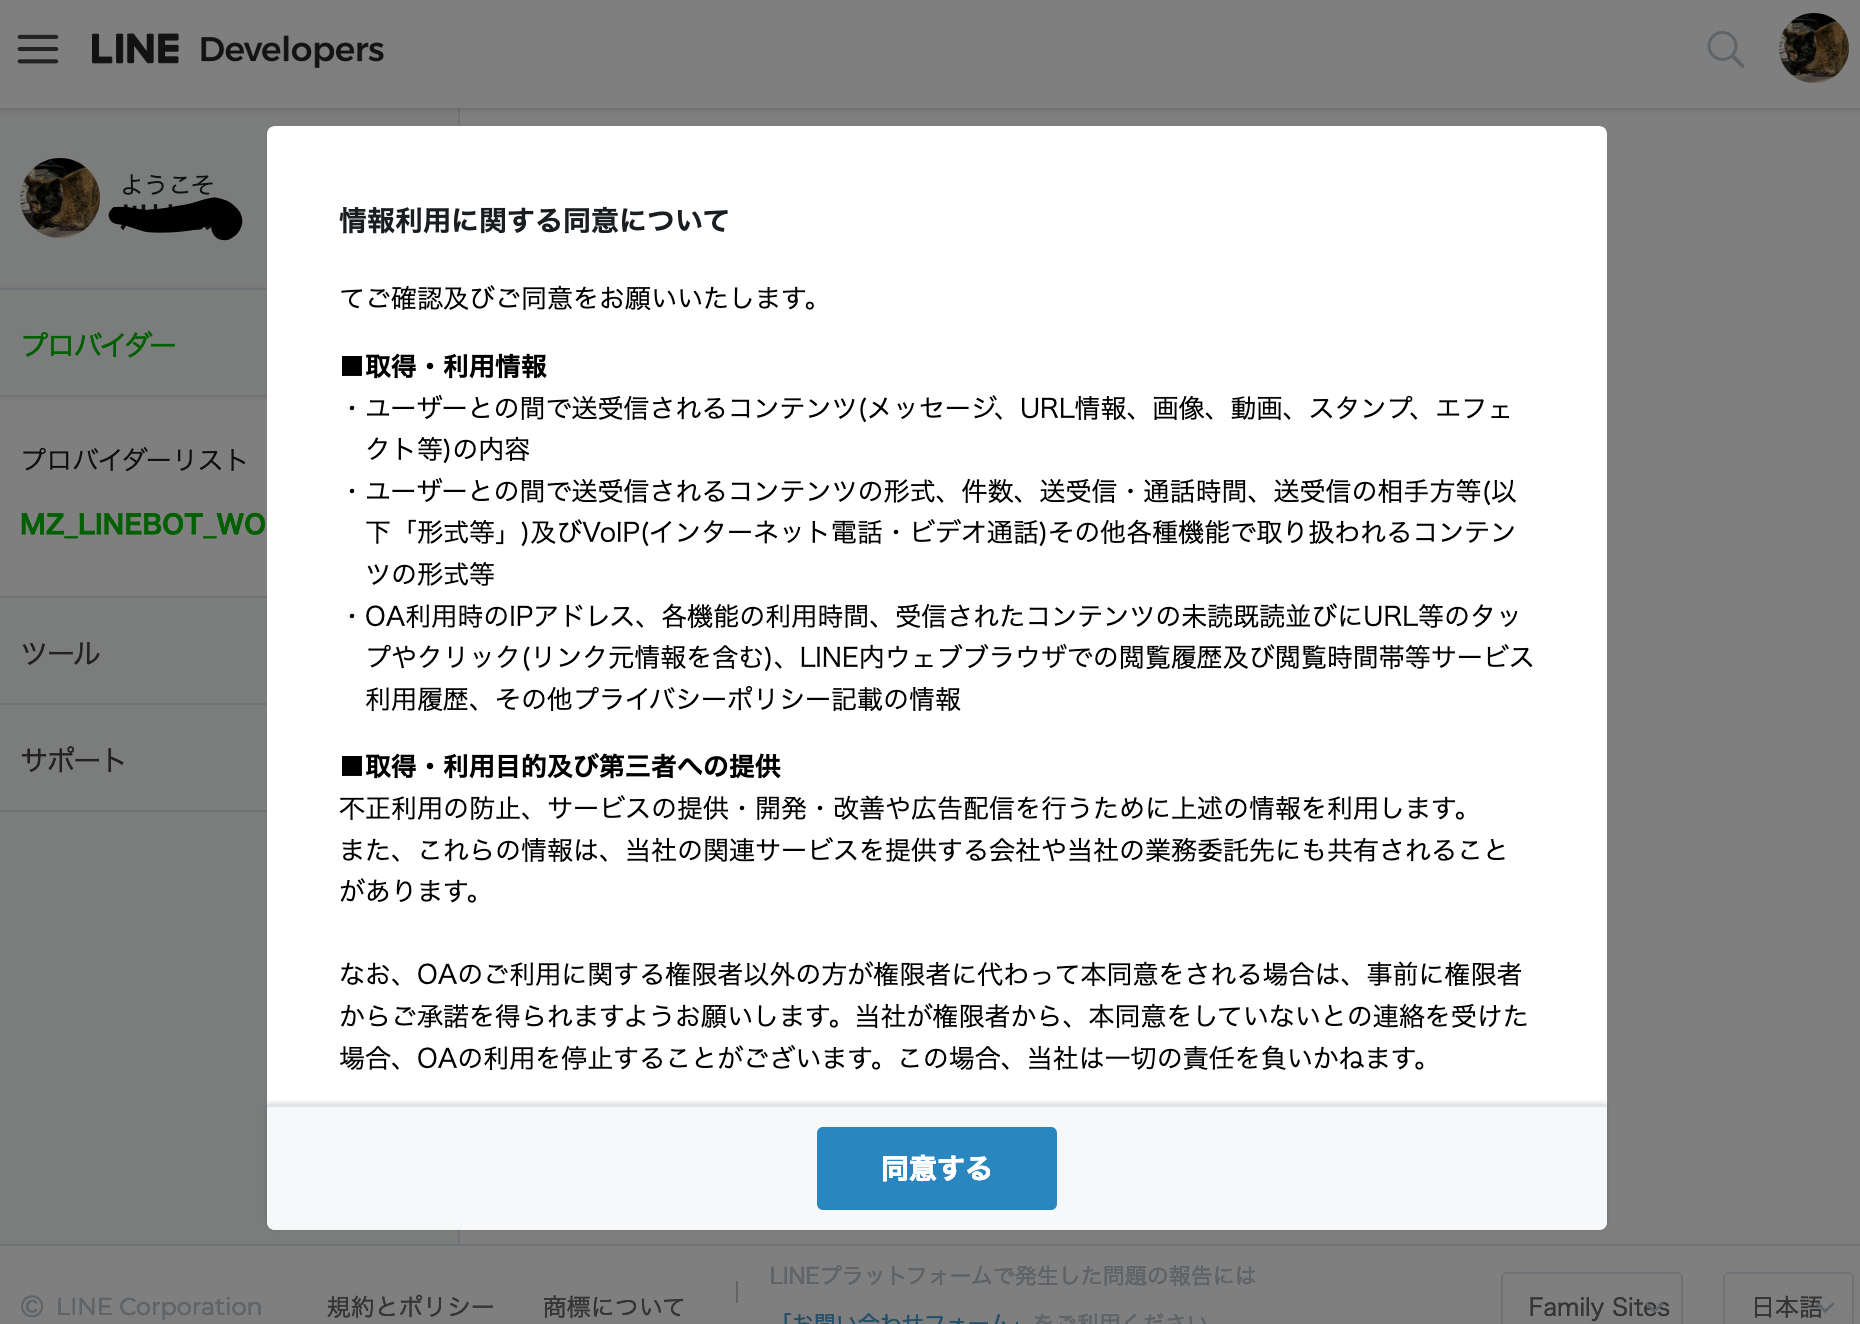 LINE Developers
ようこそ
プロバイダー
プロバイダーリスト
MZ_LINEBOT_WO
ツール
サポート
情報利用に関する同意について
てご確認及びご同意をお願いいたします。
■取得・利用情報
・ユーザーとの間で送受信されるコンテンツ(メッセージ、URL情報、画像、動画、スタンプ、エフェ
クト等)の内容
・ユーザーとの間で送受信されるコンテンツの形式、件数、送受信・通話時間、送受信の相手方等(以
下「形式等」)及びVoIP(インターネット電話・ビデオ通話)その他各種機能で取り扱われるコンテン
ツの形式等
・OA利用時のIPアドレス、各機能の利用時間、受信されたコンテンツの未読既読並びにURL等のタッ
プやクリック(リンク元情報を含む)、LINE内ウェブブラウザでの閲覧履歴及び閲覧時間帯等サービス
利用履歴、その他プライバシーポリシー記載の情報
■取得・利用目的及び第三者への提供
不正利用の防止、サービスの提供・開発・改善や広告配信を行うために上述の情報を利用します。
また、これらの情報は、当社の関連サービスを提供する会社や当社の業務委託先にも共有されること
があります。
なお、OAのご利用に関する権限者以外の方が権限者に代わって本同意をされる場合は、事前に権限者
からご承諾を得られますようお願いします。当社が権限者から、本同意をしていないとの連絡を受けた
場合、OAの利用を停止することがございます。この場合、当社は一切の責任を負いかねます。
同意する
© LINE Corporation
規約とポリシー
商標について
LINEプラットフォームで発生した問題の報告には
「お問い合わせフォーム」をご利用ください
Family Sites
日本語